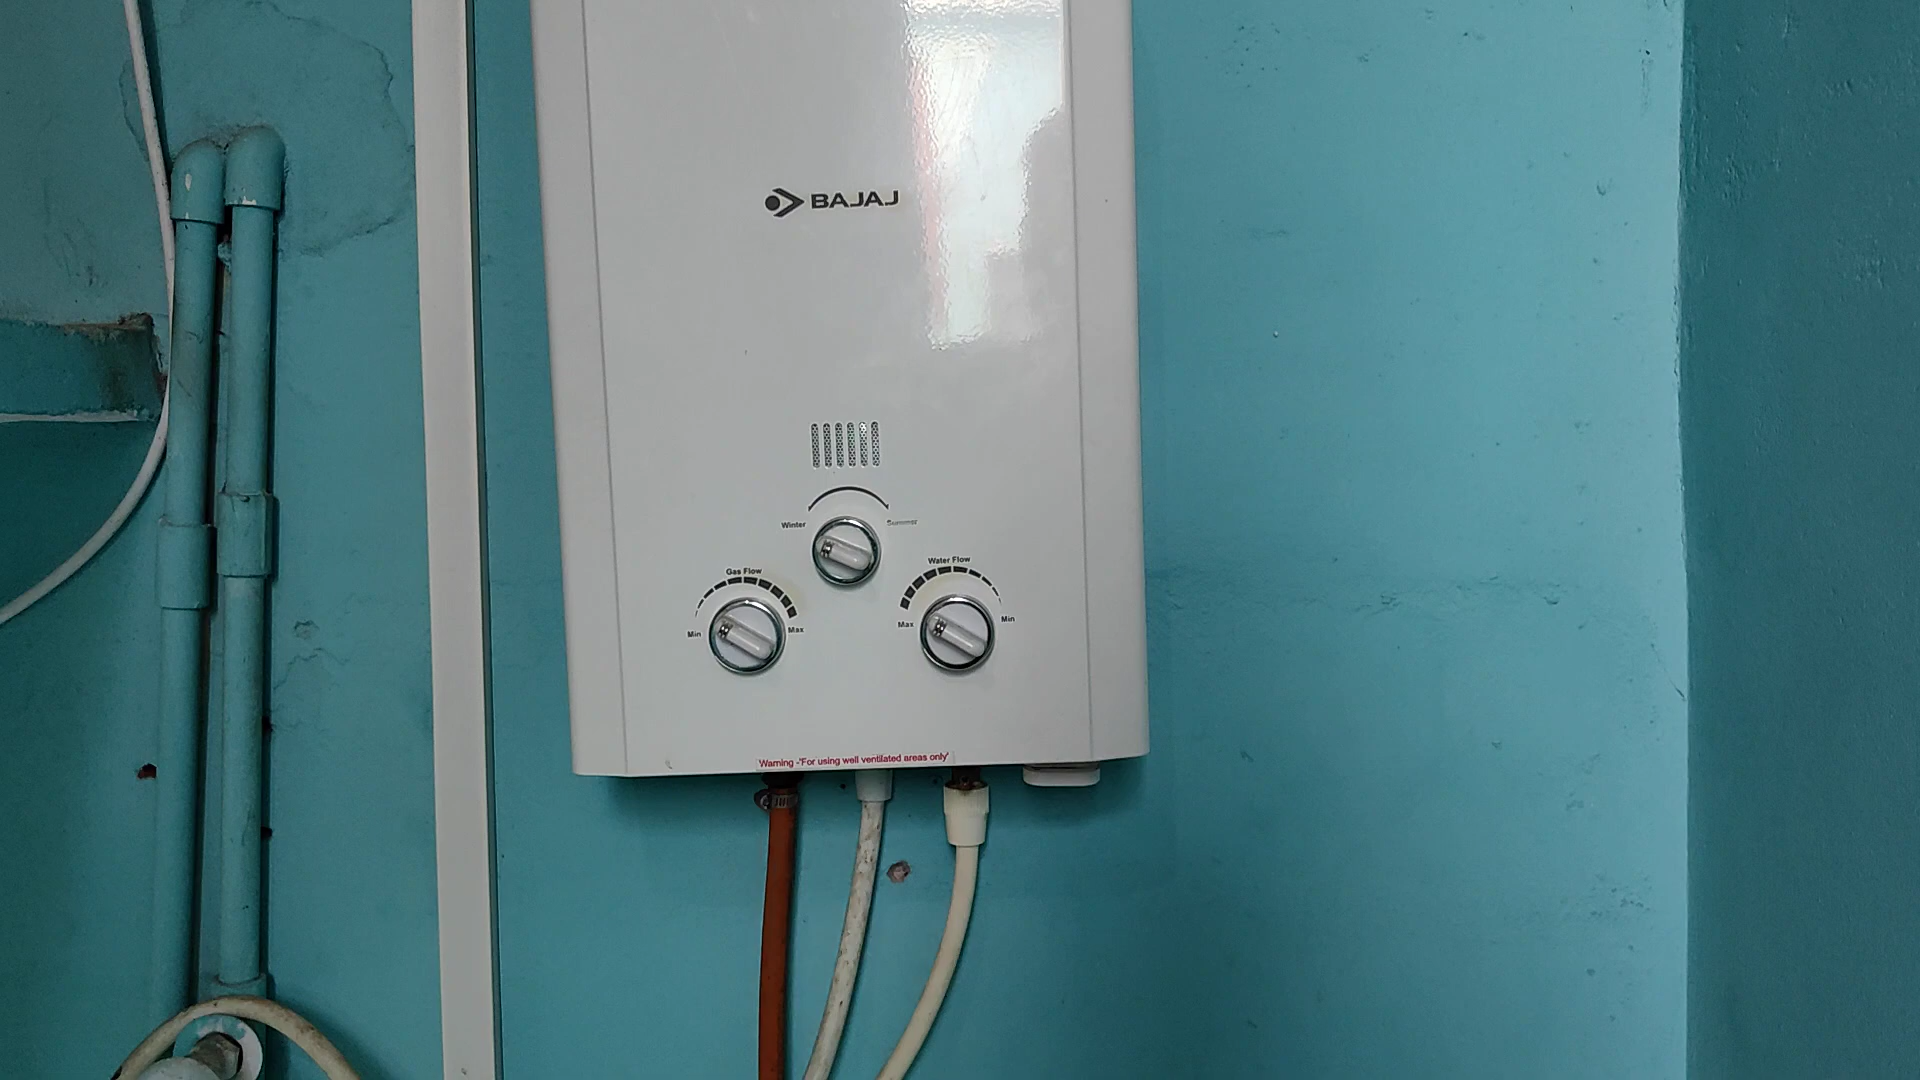 BAJAJ
Winter
Summer
Gas Flow
Water Flow
Min
Max
Max
Min
Warning -'For using well ventilated areas only'